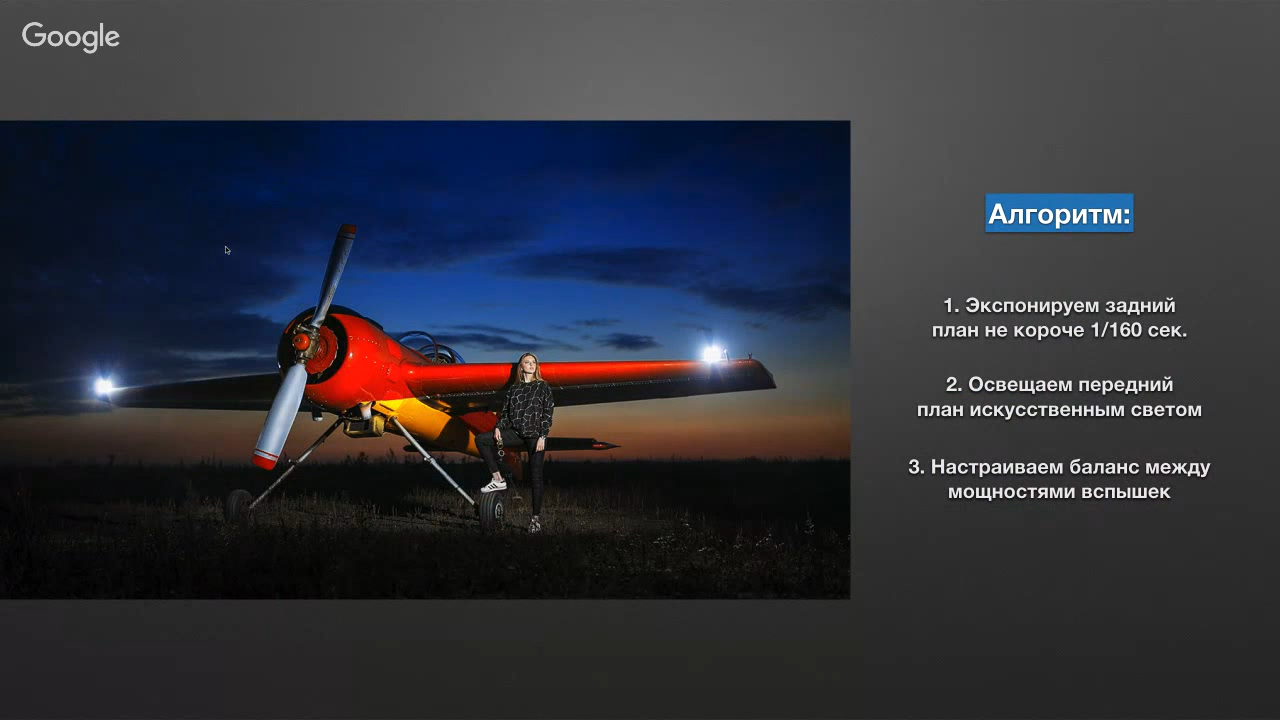 Google
Алгоритм:
1. Экспонируем задний
план не короче 1/160 сек.
2. Освещаем передний
план искусственным светом
3. Настраиваем баланс между
мощностями вспышек